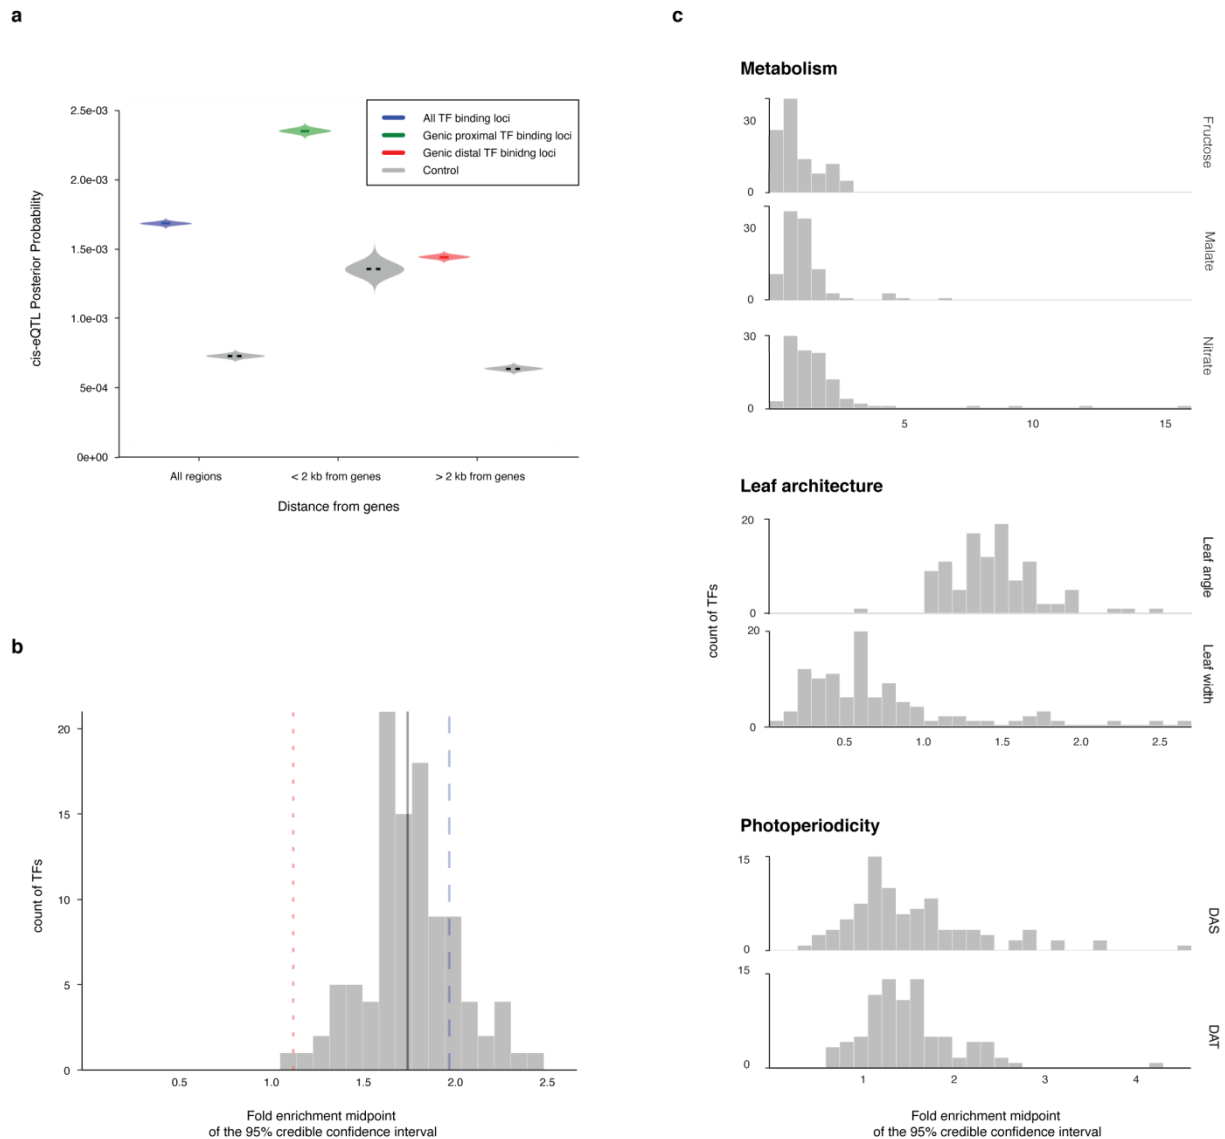 a
2.5e-03
2.0e-03
1.5e-03
1.0e-03
5e-04
0e+00
cis-eQTL Posterior Probability
All TF binding loci
Genic proximal TF binding loci
Genic distal TF binidng loci
Control
All regions
< 2 kb from genes
> 2 kb from genes
Distance from genes
b
20
15
10
5
0
count of TFs
0.5
1.0
1.5
2.0
2.5
Fold enrichment midpoint
of the 95% credible confidence interval
c
Metabolism
30
0
Fructose
30
0
Malate
30
0
Nitrate
5
10
15
Leaf architecture
20
0
Leaf angle
count of TFs
20
0
Leaf width
0.5
1.0
1.5
2.0
2.5
Photoperiodicity
15
0
DAS
15
0
DAT
1
2
3
4
Fold enrichment midpoint
of the 95% credible confidence interval